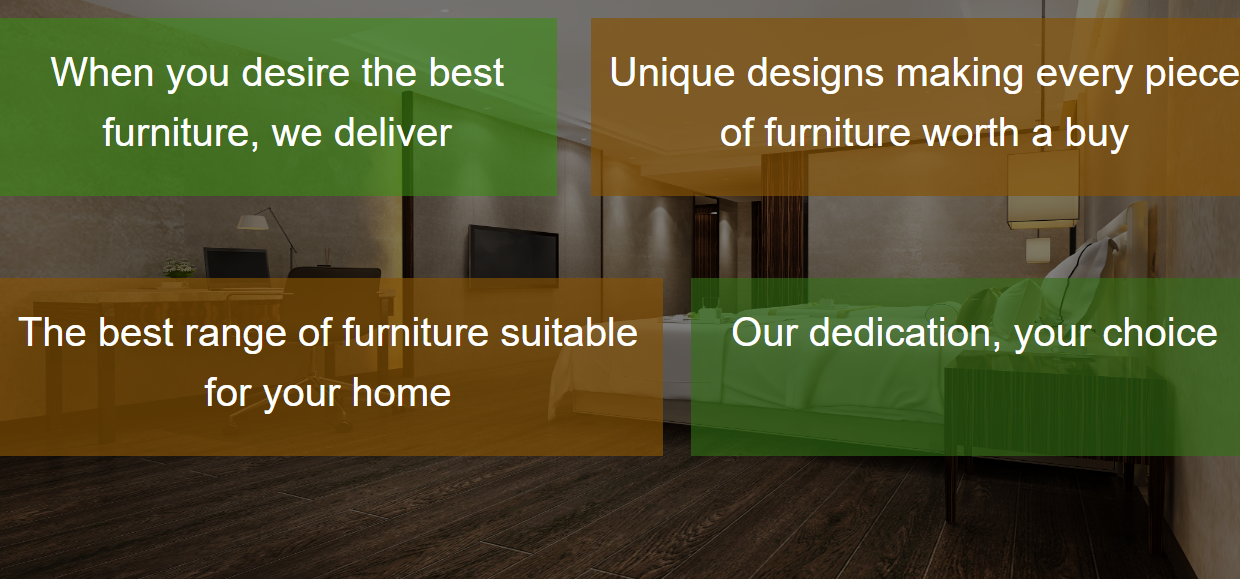 When you desire the best
furniture, we deliver
Unique designs making every piece
of furniture worth a buy
The best range of furniture suitable
for your home
Our dedication, your choice